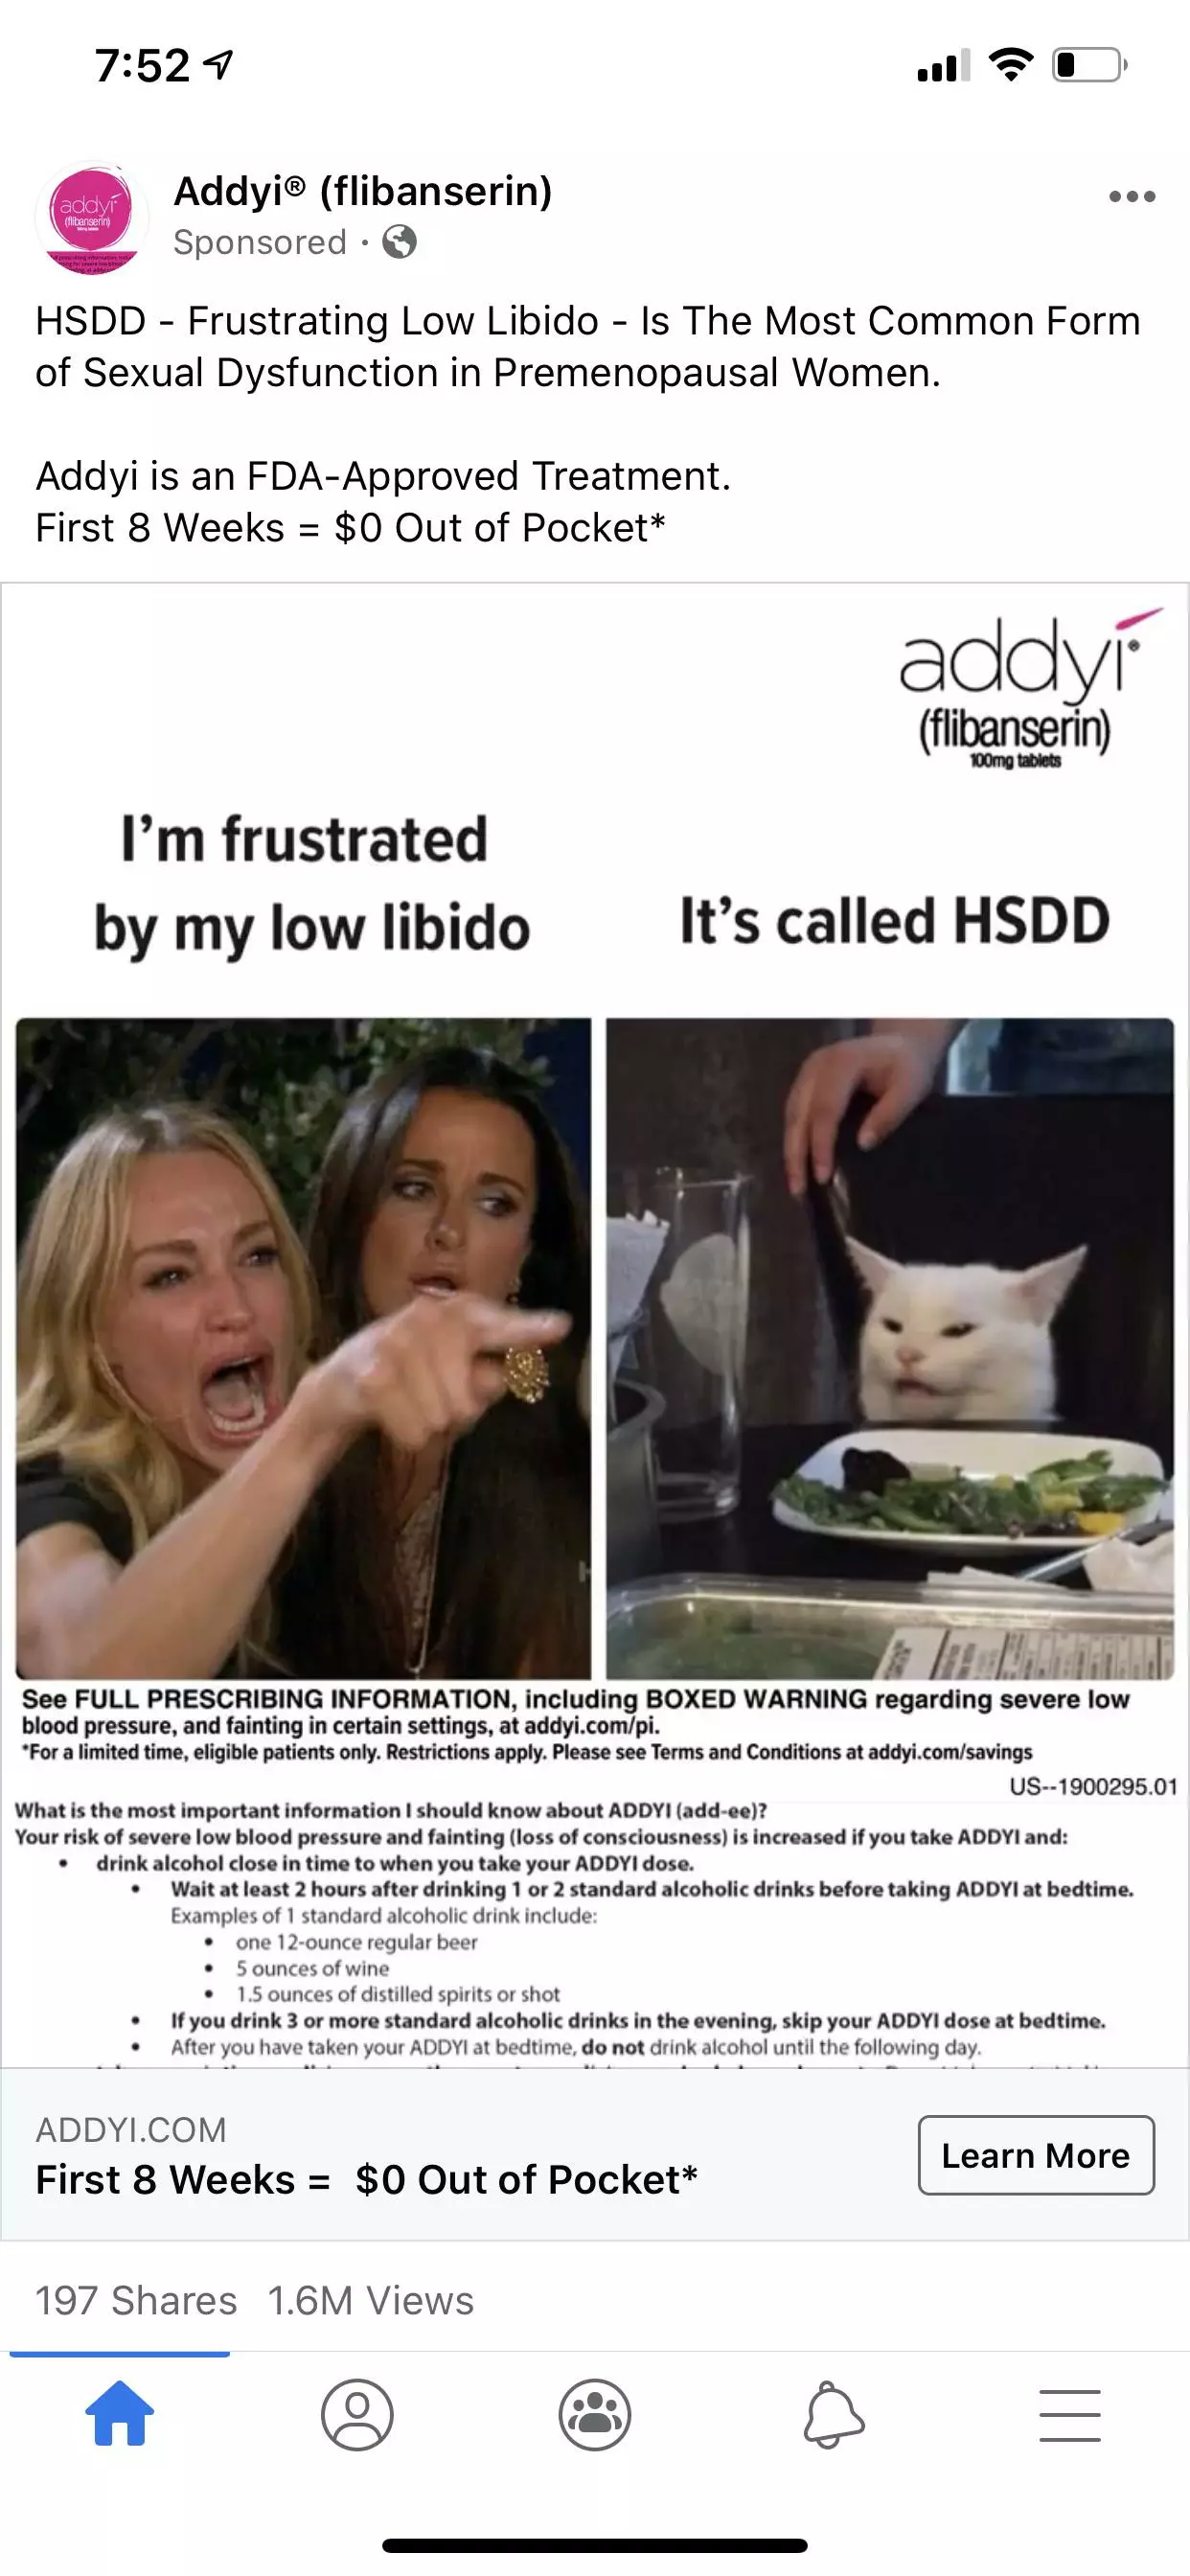 7:52
addyi
(flibanserin)
Addyi® (flibanserin)
Sponsored ·
HSDD - Frustrating Low Libido - Is The Most Common Form
of Sexual Dysfunction in Premenopausal Women.
Addyi is an FDA-Approved Treatment.
First 8 Weeks = $0 Out of Pocket*
addyi®
(flibanserin)
100mg tablets
I’m frustrated
by my low libido
It’s called HSDD
See FULL PRESCRIBING INFORMATION, including BOXED WARNING regarding severe low
blood pressure, and fainting in certain settings, at addyi.com/pi.
*For a limited time, eligible patients only. Restrictions apply. Please see Terms and Conditions at addyi.com/savings
US--1900295.01
What is the most important information I should know about ADDYI (add-ee)?
Your risk of severe low blood pressure and fainting (loss of consciousness) is increased if you take ADDYI and:
• drink alcohol close in time to when you take your ADDYI dose.
• Wait at least 2 hours after drinking 1 or 2 standard alcoholic drinks before taking ADDYI at bedtime.
Examples of 1 standard alcoholic drink include:
• one 12-ounce regular beer
• 5 ounces of wine
• 1.5 ounces of distilled spirits or shot
• If you drink 3 or more standard alcoholic drinks in the evening, skip your ADDYI dose at bedtime.
• After you have taken your ADDYI at bedtime, do not drink alcohol until the following day.
ADDYI.COM
First 8 Weeks = $0 Out of Pocket*
Learn More
197 Shares 1.6M Views